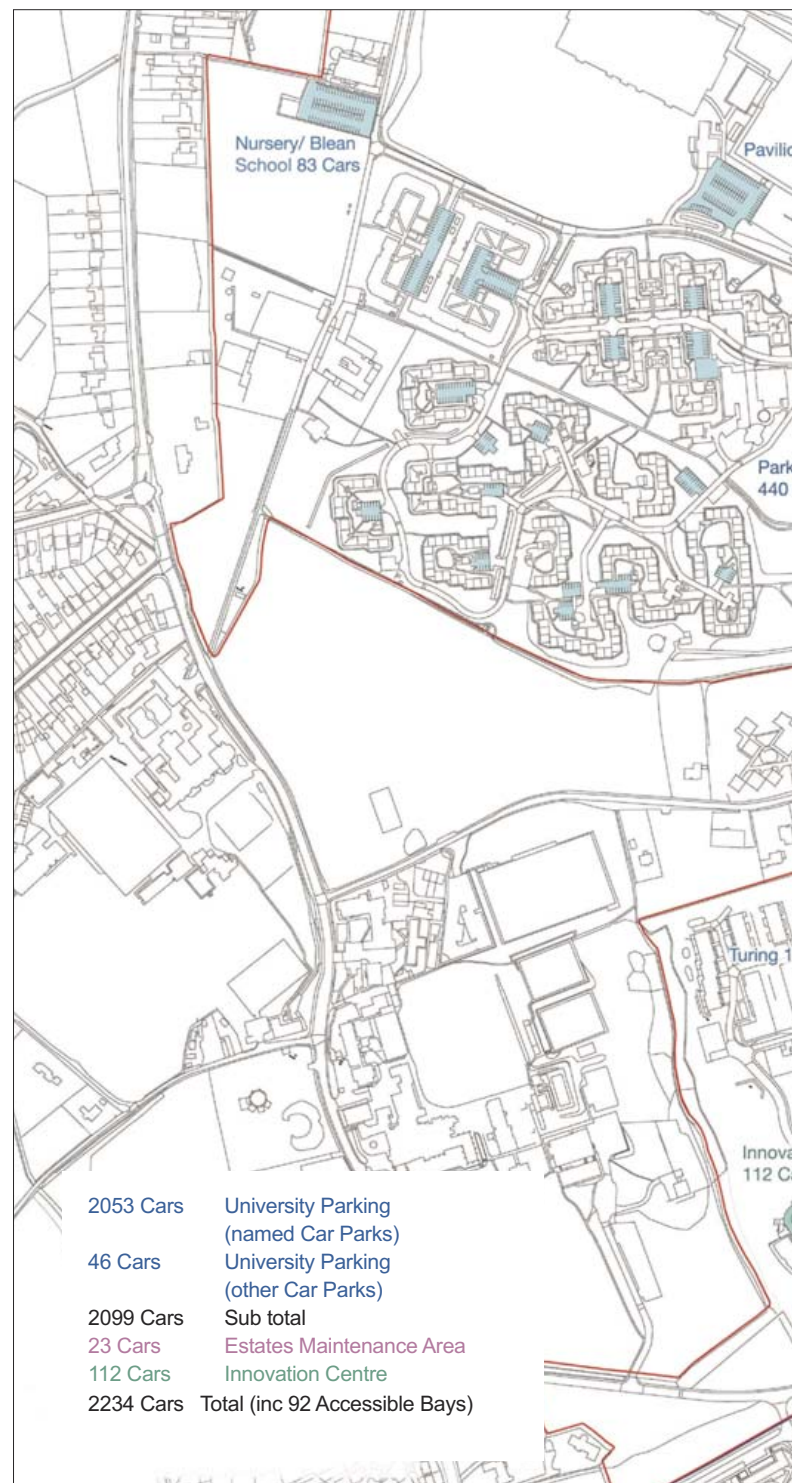 Nursery/ Blean
School 83 Cars
Pavilic
Park
440
Turing 1
Innova
112 Ca
2053 Cars University Parking
(named Car Parks)
46 Cars University Parking
(other Car Parks)
2099 Cars Sub total
23 Cars Estates Maintenance Area
112 Cars Innovation Centre
2234 Cars Total (inc 92 Accessible Bays)